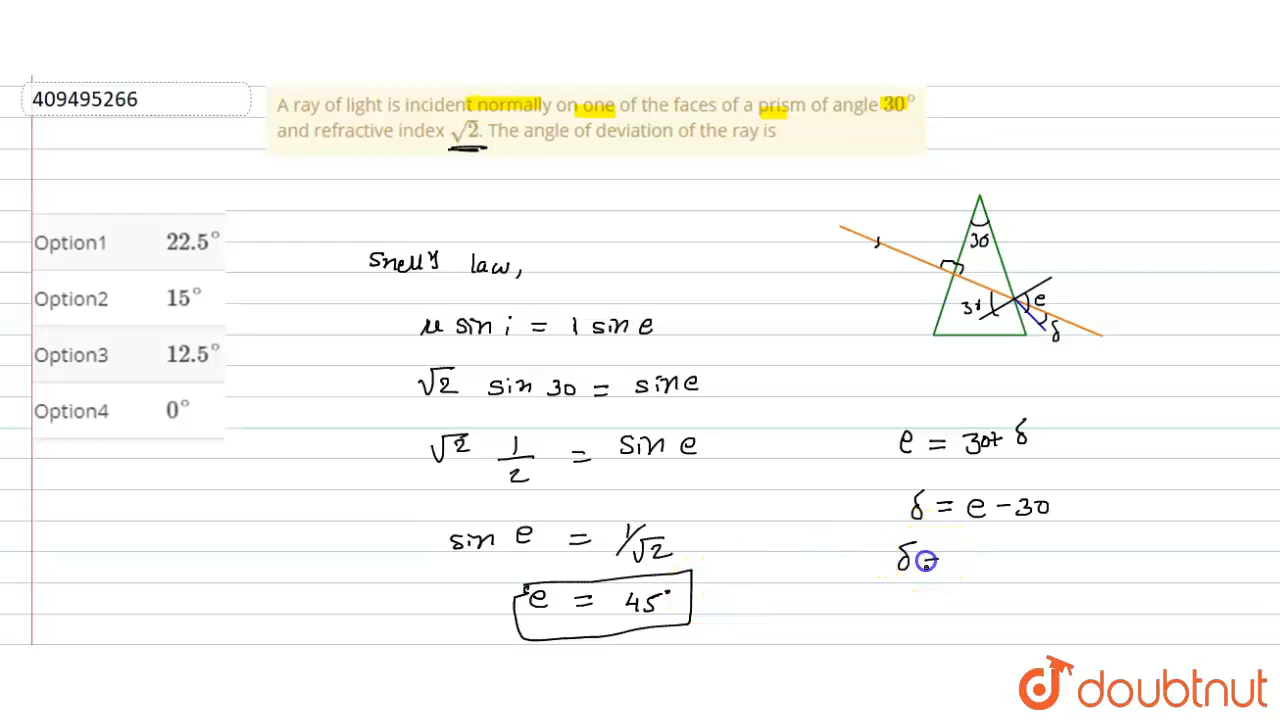 409495266
A ray of light is incident normally on one of the faces of a prism of angle 30°
and refractive index √2. The angle of deviation of the ray is
Option1 22.5°
Option2 15°
Option3 12.5°
Option4 0°
Snell's law,
μ sin i = 1 sin e
√2 sin 30 = sin e
√2 1/2 = sin e
sin e = 1/√2
e = 45°
30
e
δ
e = 30+ δ
δ = e - 30
δ =
doubtnut